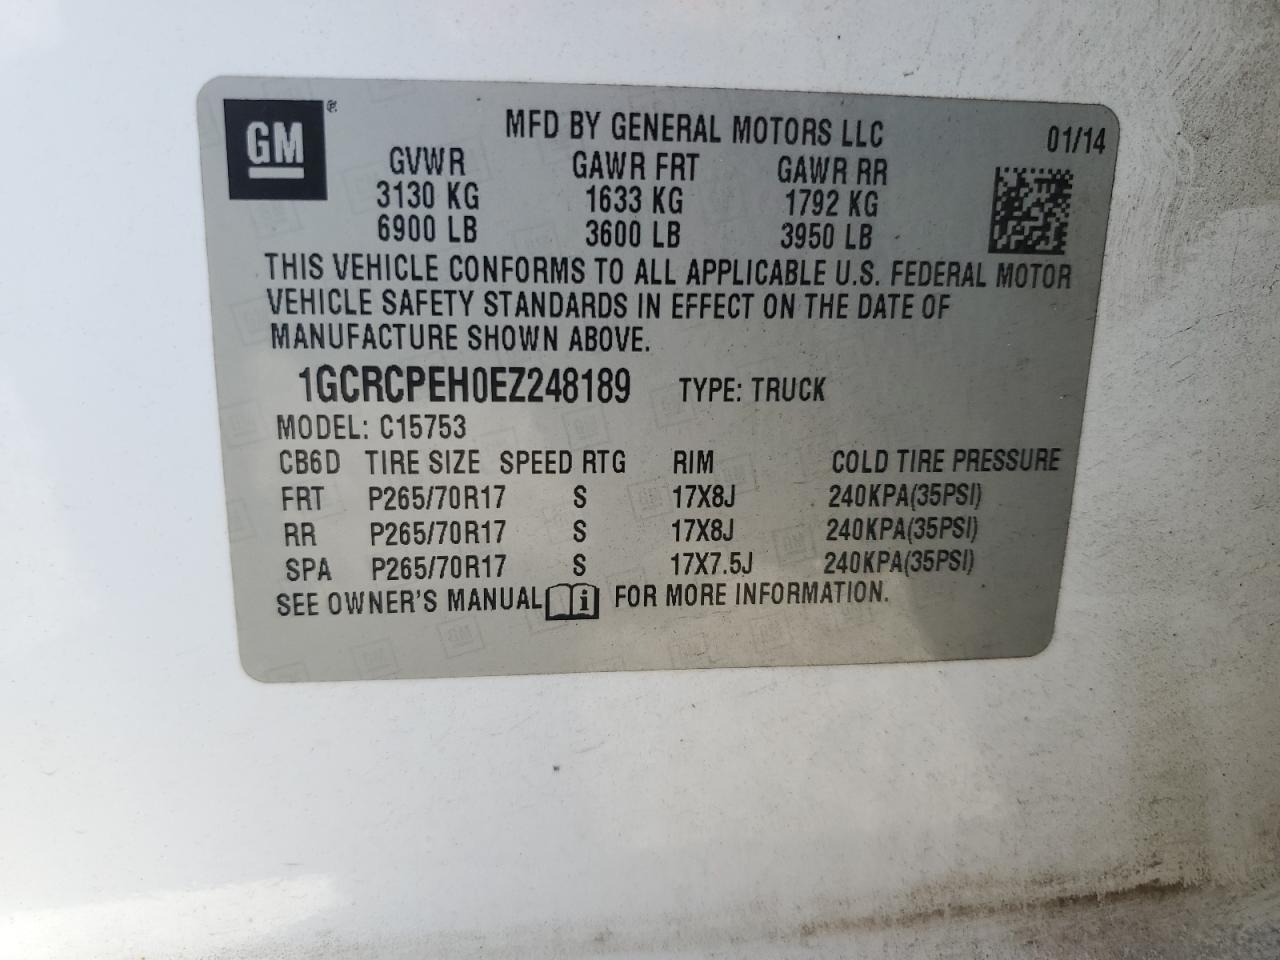 GM®
MFD BY GENERAL MOTORS LLC 01/14
GVWR GAWR FRT GAWR RR
3130 KG 1633 KG 1792 KG
6900 LB 3600 LB 3950 LB
THIS VEHICLE CONFORMS TO ALL APPLICABLE U.S. FEDERAL MOTOR
VEHICLE SAFETY STANDARDS IN EFFECT ON THE DATE OF
MANUFACTURE SHOWN ABOVE.
1GCRCPEH0EZ248189 TYPE: TRUCK
MODEL: C15753
CB6D TIRE SIZE SPEED RTG RIM COLD TIRE PRESSURE
FRT P265/70R17 S 17X8J 240KPA(35PSI)
RR P265/70R17 S 17X8J 240KPA(35PSI)
SPA P265/70R17 S 17X7.5J 240KPA(35PSI)
SEE OWNER'S MANUAL i FOR MORE INFORMATION.